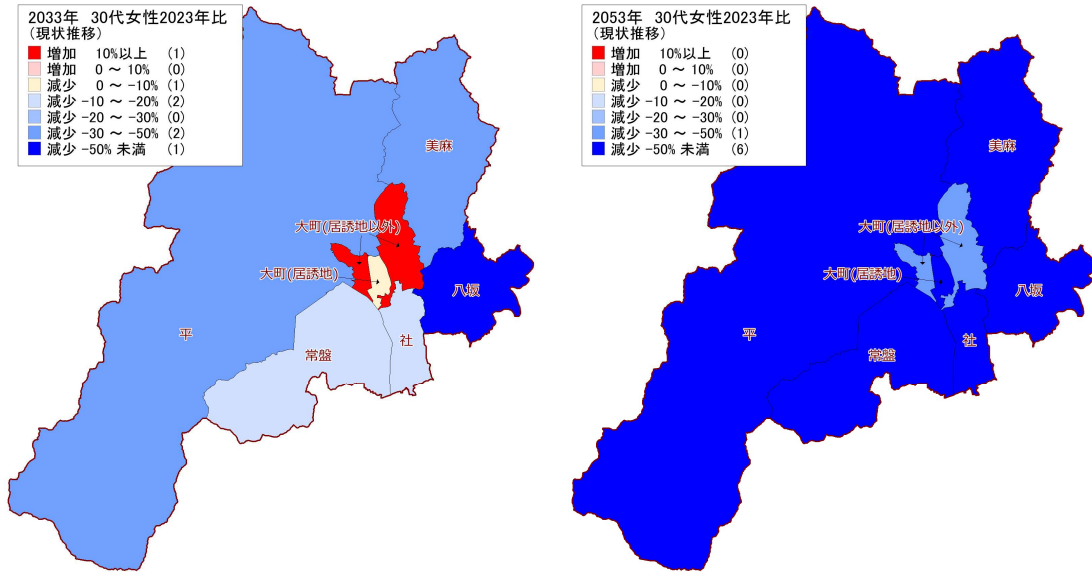 2033年 30代女性2023年比
(現状推移)
増加 10%以上 (1)
増加 0 ~ 10% (0)
減少 0 ~ -10% (1)
減少 -10 ~ -20% (2)
減少 -20 ~ -30% (0)
減少 -30 ~ -50% (2)
減少 -50% 未満 (1)
美麻
大町(居誘地以外)
大町(居誘地)
八坂
平
社
常盤
2053年 30代女性2023年比
(現状推移)
増加 10%以上 (0)
増加 0 ~ 10% (0)
減少 0 ~ -10% (0)
減少 -10 ~ -20% (0)
減少 -20 ~ -30% (0)
減少 -30 ~ -50% (1)
減少 -50% 未満 (6)
美麻
大町(居誘地以外)
大町(居誘地)
八坂
平
社
常盤